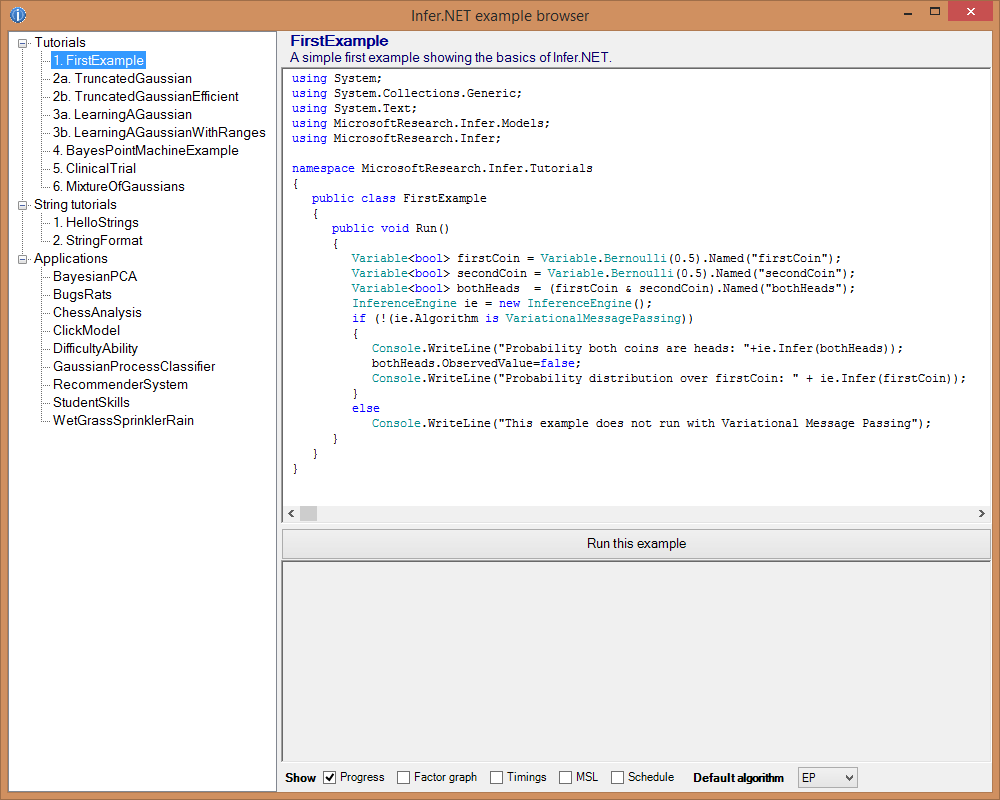 Infer.NET example browser
Tutorials
1. FirstExample
2a. TruncatedGaussian
2b. TruncatedGaussianEfficient
3a. LearningAGaussian
3b. LearningAGaussianWithRanges
4. BayesPointMachineExample
5. ClinicalTrial
6. MixtureOfGaussians
String tutorials
1. HelloStrings
2. StringFormat
Applications
BayesianPCA
BugsRats
ChessAnalysis
ClickModel
DifficultyAbility
GaussianProcessClassifier
RecommenderSystem
StudentSkills
WetGrassSprinklerRain
FirstExample
A simple first example showing the basics of Infer.NET.
using System;
using System.Collections.Generic;
using System.Text;
using MicrosoftResearch.Infer.Models;
using MicrosoftResearch.Infer;
namespace MicrosoftResearch.Infer.Tutorials
{
public class FirstExample
{
public void Run()
{
Variable<bool> firstCoin = Variable.Bernoulli(0.5).Named("firstCoin");
Variable<bool> secondCoin = Variable.Bernoulli(0.5).Named("secondCoin");
Variable<bool> bothHeads  = (firstCoin & secondCoin).Named("bothHeads");
InferenceEngine ie = new InferenceEngine();
if (!(ie.Algorithm is VariationalMessagePassing))
{
Console.WriteLine("Probability both coins are heads: "+ie.Infer(bothHeads));
bothHeads.ObservedValue=false;
Console.WriteLine("Probability distribution over firstCoin: " + ie.Infer(firstCoin));
}
else
Console.WriteLine("This example does not run with Variational Message Passing");
}
}
}
Run this example
Show Progress Factor graph Timings MSL Schedule Default algorithm EP